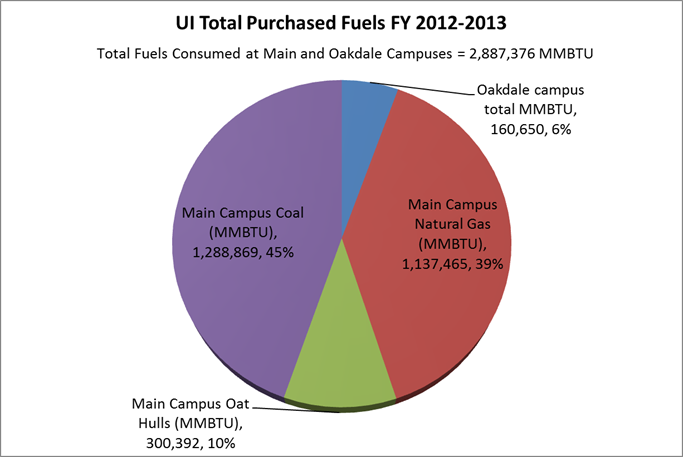 UI Total Purchased Fuels FY 2012-2013
Total Fuels Consumed at Main and Oakdale Campuses = 2,887,376 MMBTU
Oakdale campus
total MMBTU,
160,650, 6%
Main Campus
Natural Gas
(MMBTU),
1,137,465, 39%
Main Campus Coal
(MMBTU),
1,288,869, 45%
Main Campus Oat
Hulls (MMBTU),
300,392, 10%